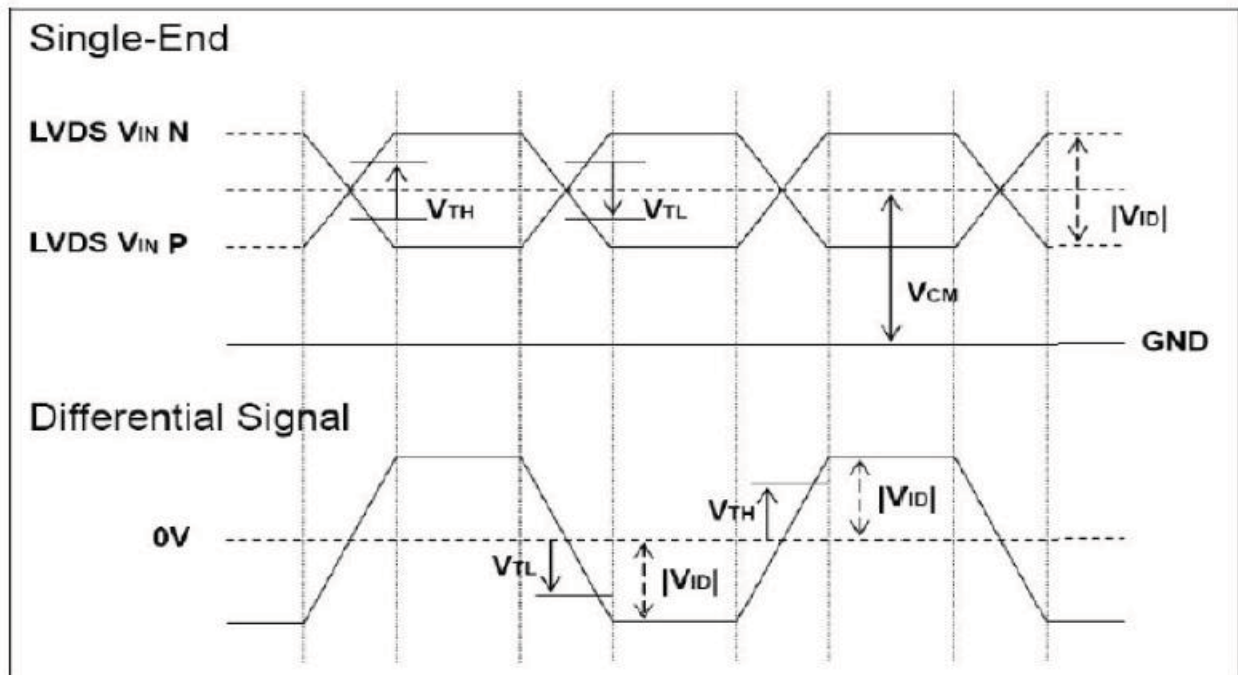 Single-End
LVDS VIN N
VTH
VTL
|VID|
LVDS VIN P
VCM
GND
Differential Signal
VTH
|VID|
0V
VTL
|VID|